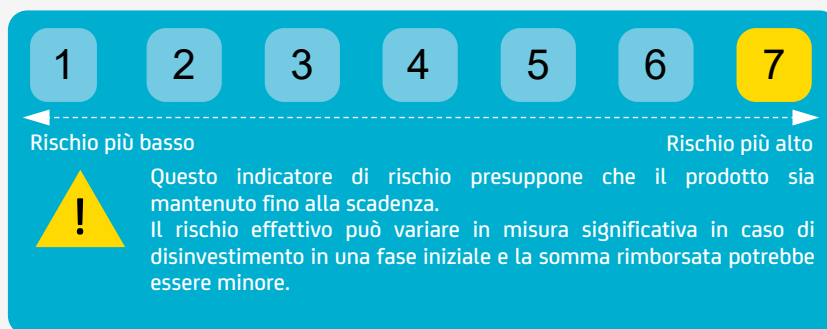 1 2 3 4 5 6 7
Rischio più basso Rischio più alto
! Questo indicatore di rischio presuppone che il prodotto sia
mantenuto fino alla scadenza.
Il rischio effettivo può variare in misura significativa in caso di
disinvestimento in una fase iniziale e la somma rimborsata potrebbe
essere minore.